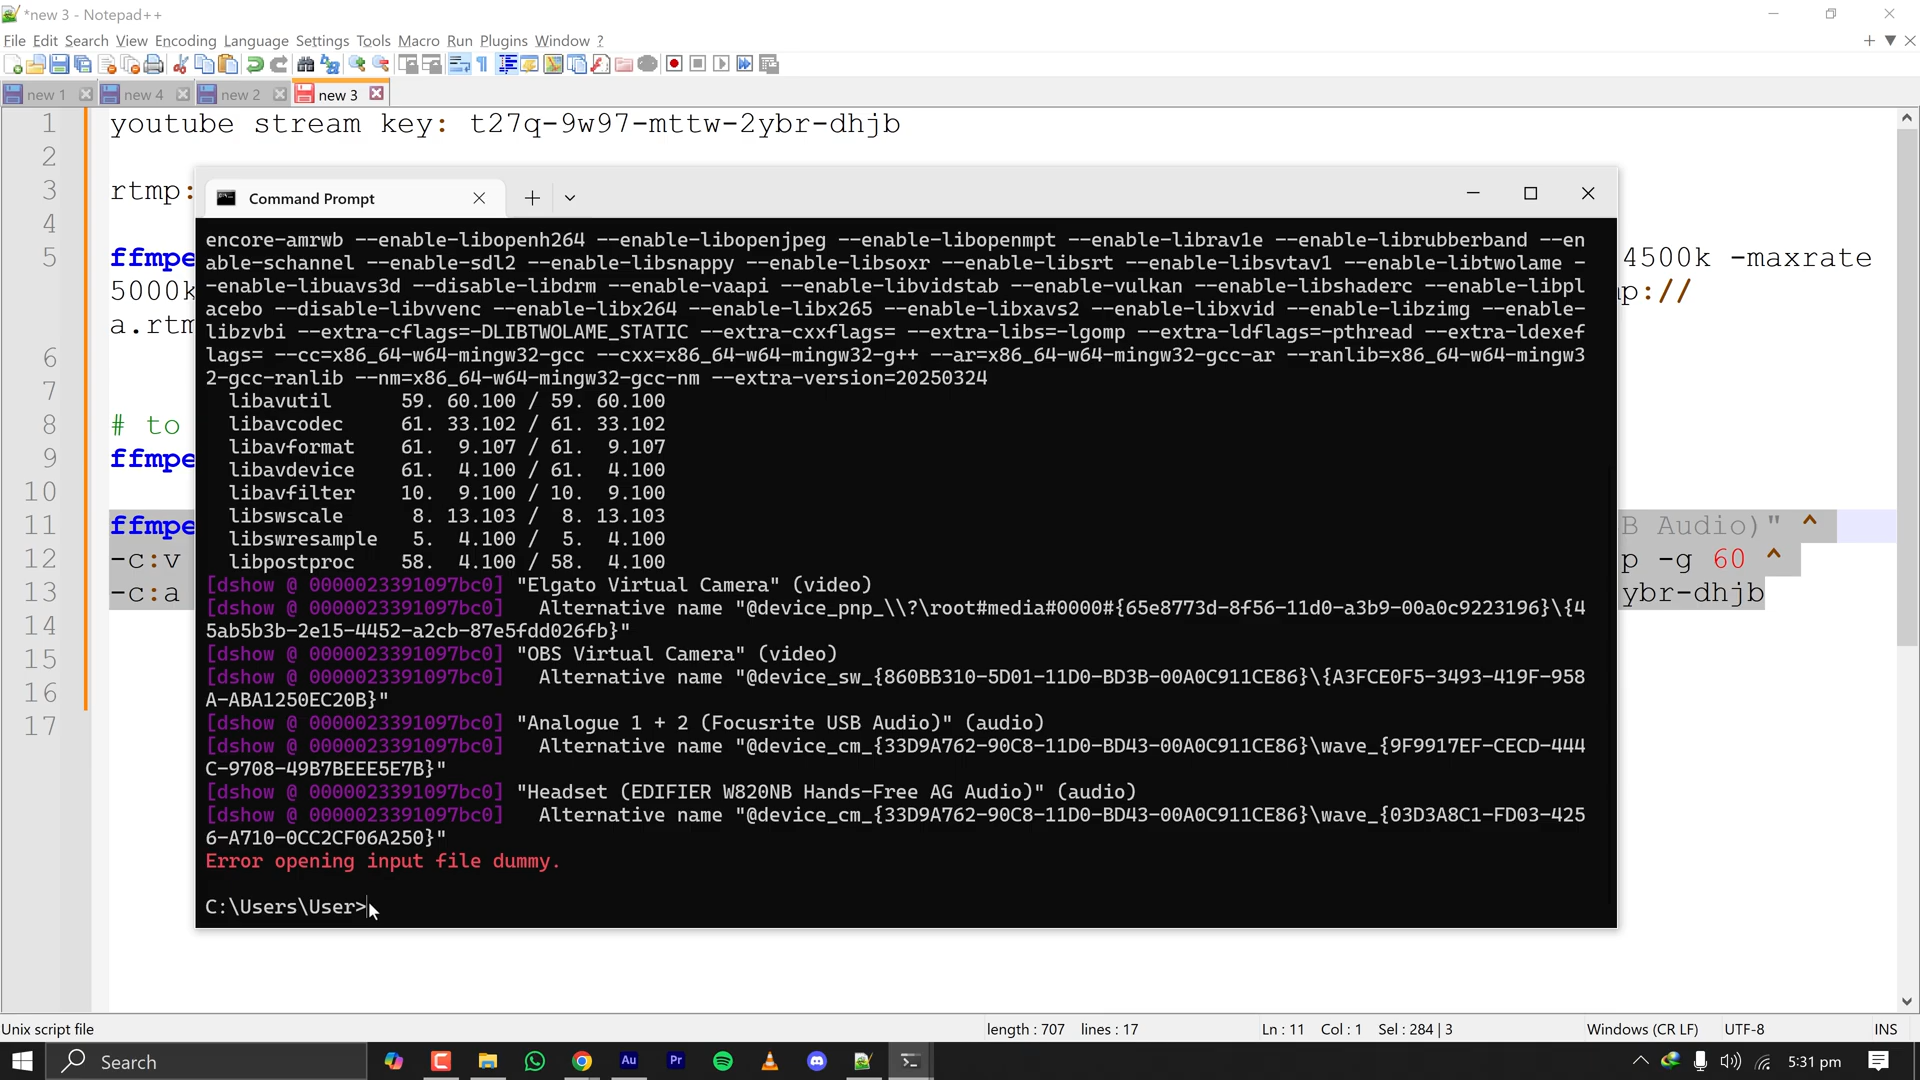 *new 3 - Notepad++
File Edit Search View Encoding Language Settings Tools Macro Run Plugins Window ?
new 1 new 4 new 2 new 3
1 youtube stream key: t27q-9w97-mttw-2ybr-dhjb
2
3 rtmp:
4
5 ffmpe 4500k -maxrate
5000k p://
a.rtm
6
7
8 # to
9 ffmpe
10
11 ffmpe B Audio)" ^
12 -c:v p -g 60 ^
13 -c:a ybr-dhjb
14
15
16
17
Command Prompt
encore-amrwb --enable-libopenh264 --enable-libopenjpeg --enable-libopenmpt --enable-librav1e --enable-librubberband --en
able-schannel --enable-sdl2 --enable-libsnappy --enable-libsoxr --enable-libsrt --enable-libsvtav1 --enable-libtwolame -
-enable-libuavs3d --disable-libdrm --enable-vaapi --enable-libvidstab --enable-vulkan --enable-libshaderc --enable-libpl
acebo --disable-libvvenc --enable-libx264 --enable-libx265 --enable-libxavs2 --enable-libxvid --enable-libzimg --enable-
libzvbi --extra-cflags=-DLIBTWOLAME_STATIC --extra-cxxflags= --extra-libs=-lgomp --extra-ldflags=-pthread --extra-ldexef
lags= --cc=x86_64-w64-mingw32-gcc --cxx=x86_64-w64-mingw32-g++ --ar=x86_64-w64-mingw32-gcc-ar --ranlib=x86_64-w64-mingw3
2-gcc-ranlib --nm=x86_64-w64-mingw32-gcc-nm --extra-version=20250324
libavutil 59. 60.100 / 59. 60.100
libavcodec 61. 33.102 / 61. 33.102
libavformat 61. 9.107 / 61. 9.107
libavdevice 61. 4.100 / 61. 4.100
libavfilter 10. 9.100 / 10. 9.100
libswscale 8. 13.103 / 8. 13.103
libswresample 5. 4.100 / 5. 4.100
libpostproc 58. 4.100 / 58. 4.100
[dshow @ 0000023391097bc0] "Elgato Virtual Camera" (video)
[dshow @ 0000023391097bc0] Alternative name "@device_pnp_\\?\root#media#0000#{65e8773d-8f56-11d0-a3b9-00a0c9223196}\{4
5ab5b3b-2e15-4452-a2cb-87e5fdd026fb}"
[dshow @ 0000023391097bc0] "OBS Virtual Camera" (video)
[dshow @ 0000023391097bc0] Alternative name "@device_sw_{860BB310-5D01-11D0-BD3B-00A0C911CE86}\{A3FCE0F5-3493-419F-958
A-ABA1250EC20B}"
[dshow @ 0000023391097bc0] "Analogue 1 + 2 (Focusrite USB Audio)" (audio)
[dshow @ 0000023391097bc0] Alternative name "@device_cm_{33D9A762-90C8-11D0-BD43-00A0C911CE86}\wave_{9F9917EF-CECD-444
C-9708-49B7BEEE5E7B}"
[dshow @ 0000023391097bc0] "Headset (EDIFIER W820NB Hands-Free AG Audio)" (audio)
[dshow @ 0000023391097bc0] Alternative name "@device_cm_{33D9A762-90C8-11D0-BD43-00A0C911CE86}\wave_{03D3A8C1-FD03-425
6-A710-0CC2CF06A250}"
Error opening input file dummy.
C:\Users\User>
Unix script file length : 707 lines : 17 Ln : 11 Col : 1 Sel : 284 | 3 Windows (CR LF) UTF-8 INS
Search Au Pr 5:31 pm